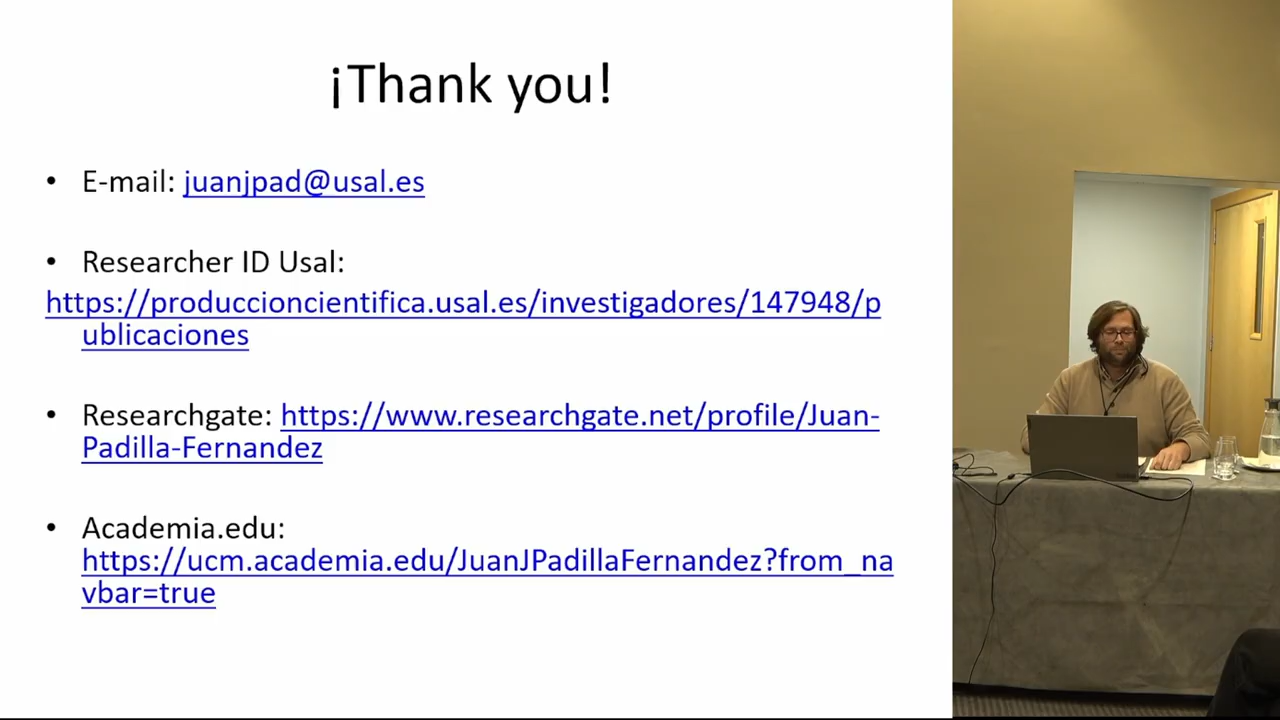 ¡Thank you!
• E-mail: juanjpad@usal.es
• Researcher ID Usal:
https://produccioncientifica.usal.es/investigadores/147948/p
ublicaciones
• Researchgate: https://www.researchgate.net/profile/Juan-
Padilla-Fernandez
• Academia.edu:
https://ucm.academia.edu/JuanJPadillaFernandez?from_na
vbar=true